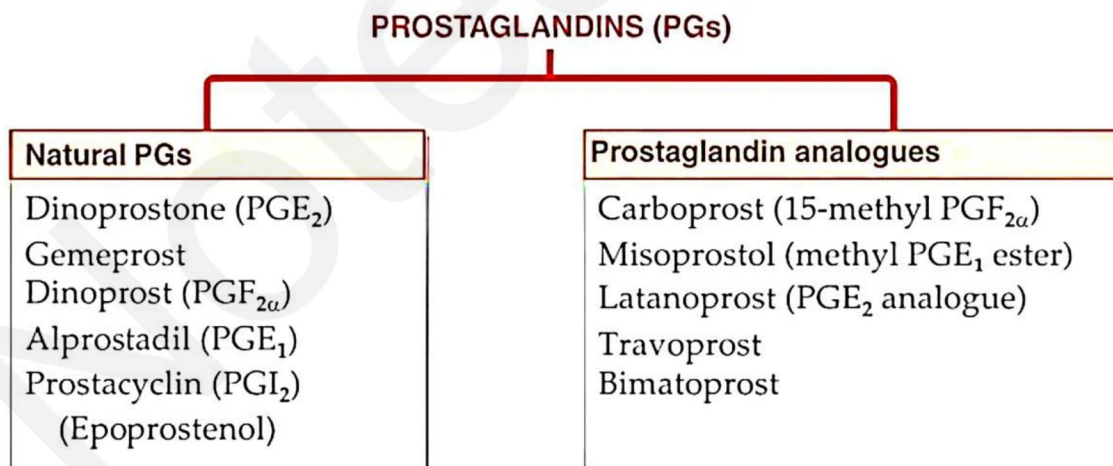 PROSTAGLANDINS (PGs)
Natural PGs
Dinoprostone (PGE₂)
Gemeprost
Dinoprost (PGF₂α)
Alprostadil (PGE₁)
Prostacyclin (PGI₂)
(Epoprostenol)
Prostaglandin analogues
Carboprost (15-methyl PGF₂α)
Misoprostol (methyl PGE₁ ester)
Latanoprost (PGE₂ analogue)
Travoprost
Bimatoprost